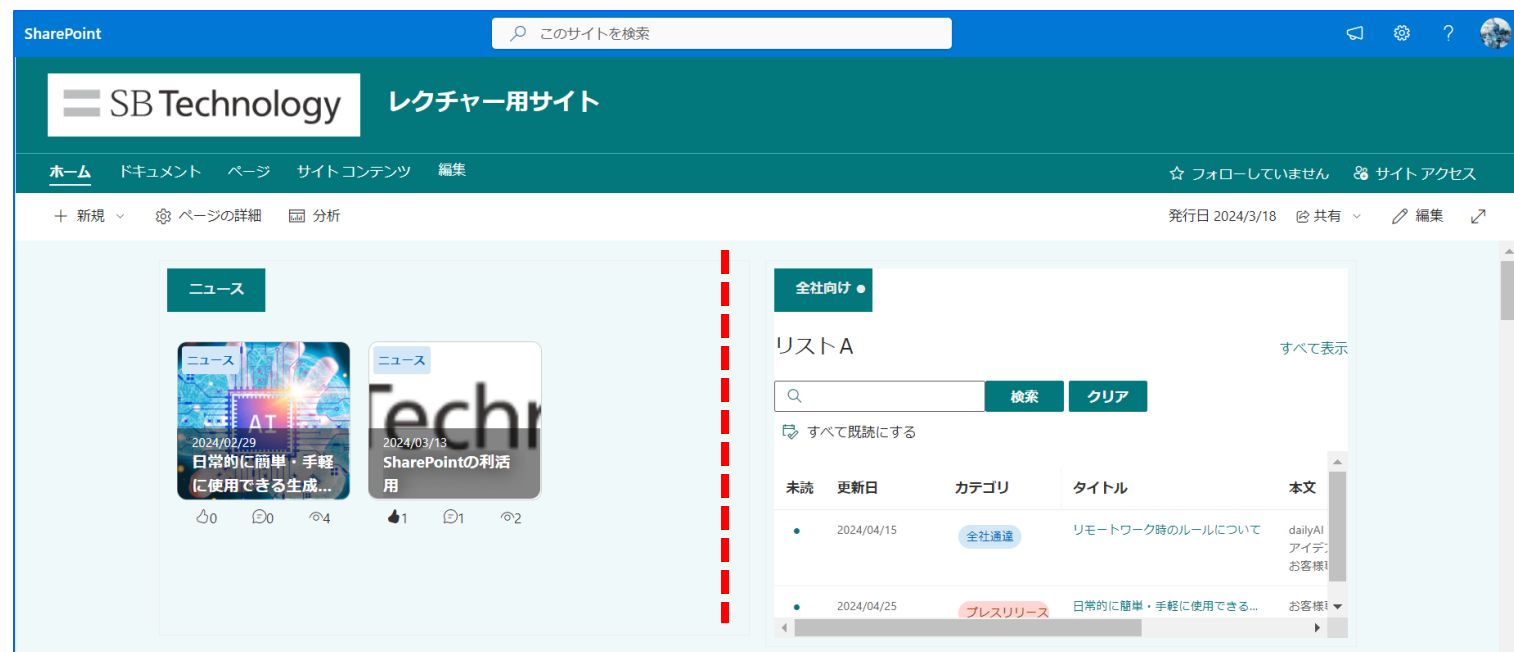 SharePoint
このサイトを検索
?
SB Technology
レクチャー用サイト
ホーム ドキュメント ページ サイト コンテンツ 編集
フォローしていません サイト アクセス
新規 ページの詳細 分析
発行日 2024/3/18 共有 編集
ニュース
ニュース
AI
2024/02/29
日常的に簡単・手軽
に使用できる生成...
0 0 4
ニュース
Techn
2024/03/13
SharePointの利活
用
1 1 2
全社向け
リストA
すべて表示
検索 クリア
すべて既読にする
未読 更新日 カテゴリ タイトル 本文
2024/04/15 全社通達 リモートワーク時のルールについて dailyAI
アイデ
お客様
2024/04/25 プレスリリース 日常的に簡単・手軽に使用できる... お客様